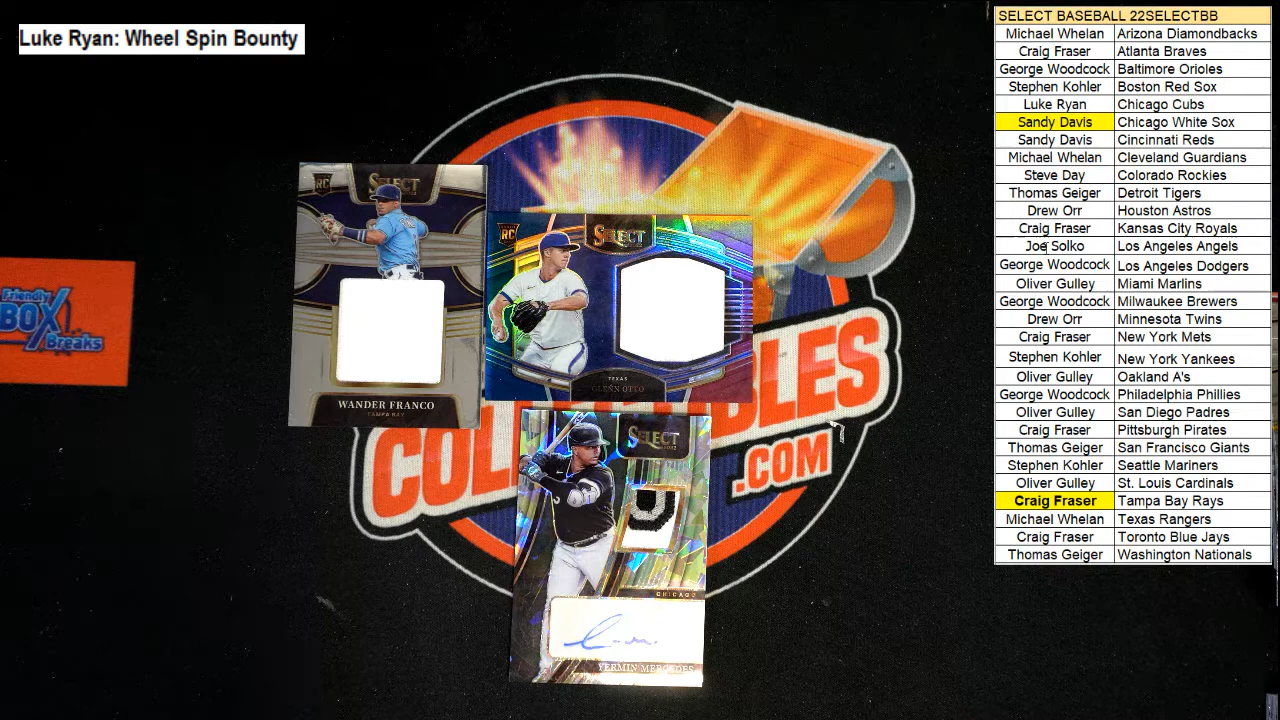 Luke Ryan: Wheel Spin Bounty
SELECT BASEBALL 22SELECTBB
Michael Whelan Arizona Diamondbacks
Craig Fraser Atlanta Braves
George Woodcock Baltimore Orioles
Stephen Kohler Boston Red Sox
Luke Ryan Chicago Cubs
Sandy Davis Chicago White Sox
Sandy Davis Cincinnati Reds
Michael Whelan Cleveland Guardians
Steve Day Colorado Rockies
Thomas Geiger Detroit Tigers
Drew Orr Houston Astros
Craig Fraser Kansas City Royals
Joe Solko Los Angeles Angels
George Woodcock Los Angeles Dodgers
Oliver Gulley Miami Marlins
George Woodcock Milwaukee Brewers
Drew Orr Minnesota Twins
Craig Fraser New York Mets
Stephen Kohler New York Yankees
Oliver Gulley Oakland A's
George Woodcock Philadelphia Phillies
Oliver Gulley San Diego Padres
Craig Fraser Pittsburgh Pirates
Thomas Geiger San Francisco Giants
Stephen Kohler Seattle Mariners
Oliver Gulley St. Louis Cardinals
Craig Fraser Tampa Bay Rays
Michael Whelan Texas Rangers
Craig Fraser Toronto Blue Jays
Thomas Geiger Washington Nationals
Friendly
BOX
Breaks
RC
SELECT
WANDER FRANCO
TAMPA BAY
RC
SELECT
TEXAS
GLENN OTTO
SELECT
CHICAGO
YERMIN MERCEDES
.COM